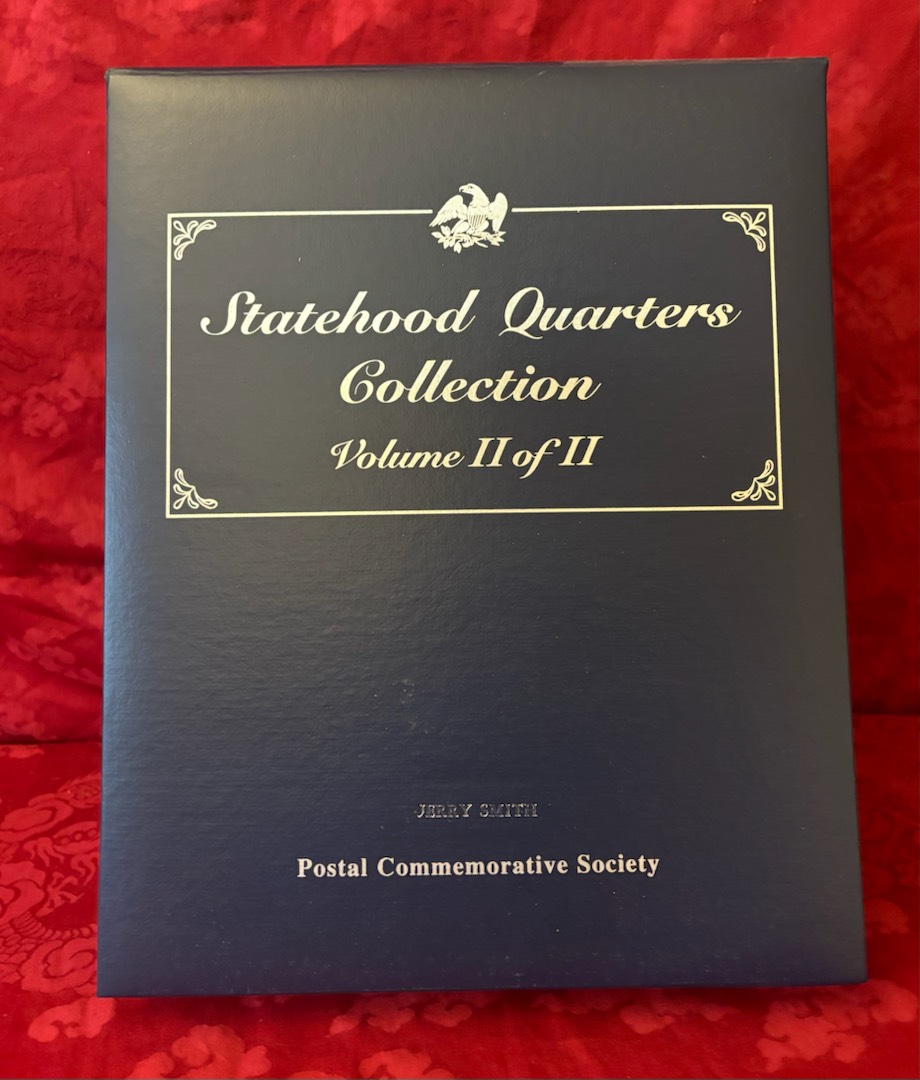 Statehood Quarters
Collection
Volume II of II
JERRY SMITH
Postal Commemorative Society